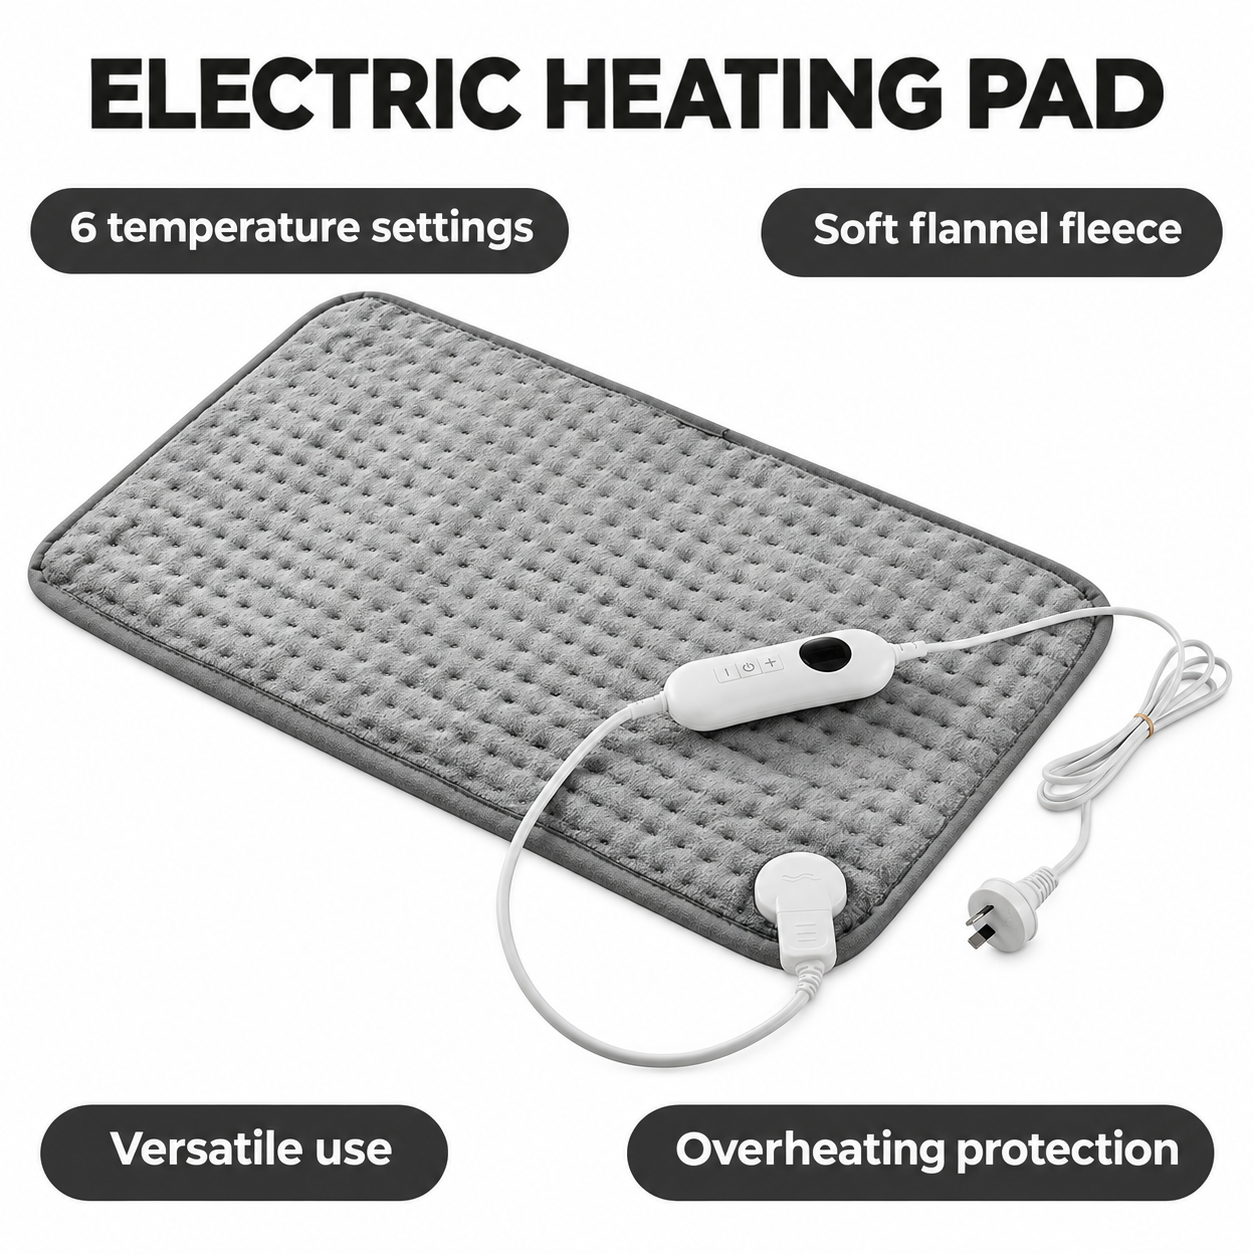 ELECTRIC HEATING PAD
6 temperature settings
Soft flannel fleece
Versatile use
Overheating protection